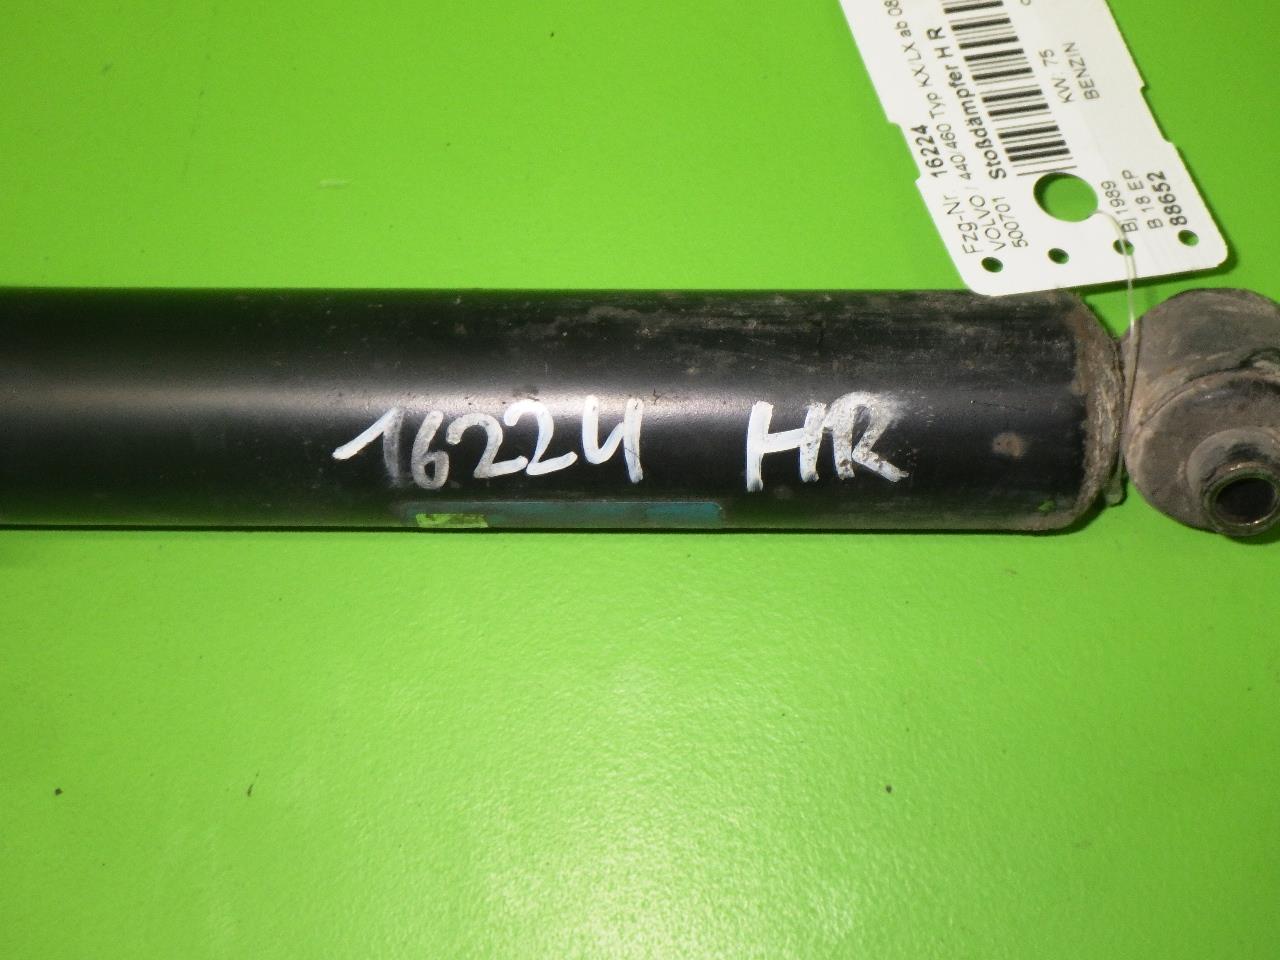 Fzg-Nr. 16224
VOLVO / 440/460 Typ KX/LX ab 08
500701 Stoßdämpfer H R
KW: 75
BENZIN
Bj 1989
B 18 EP
88652
16224 HR